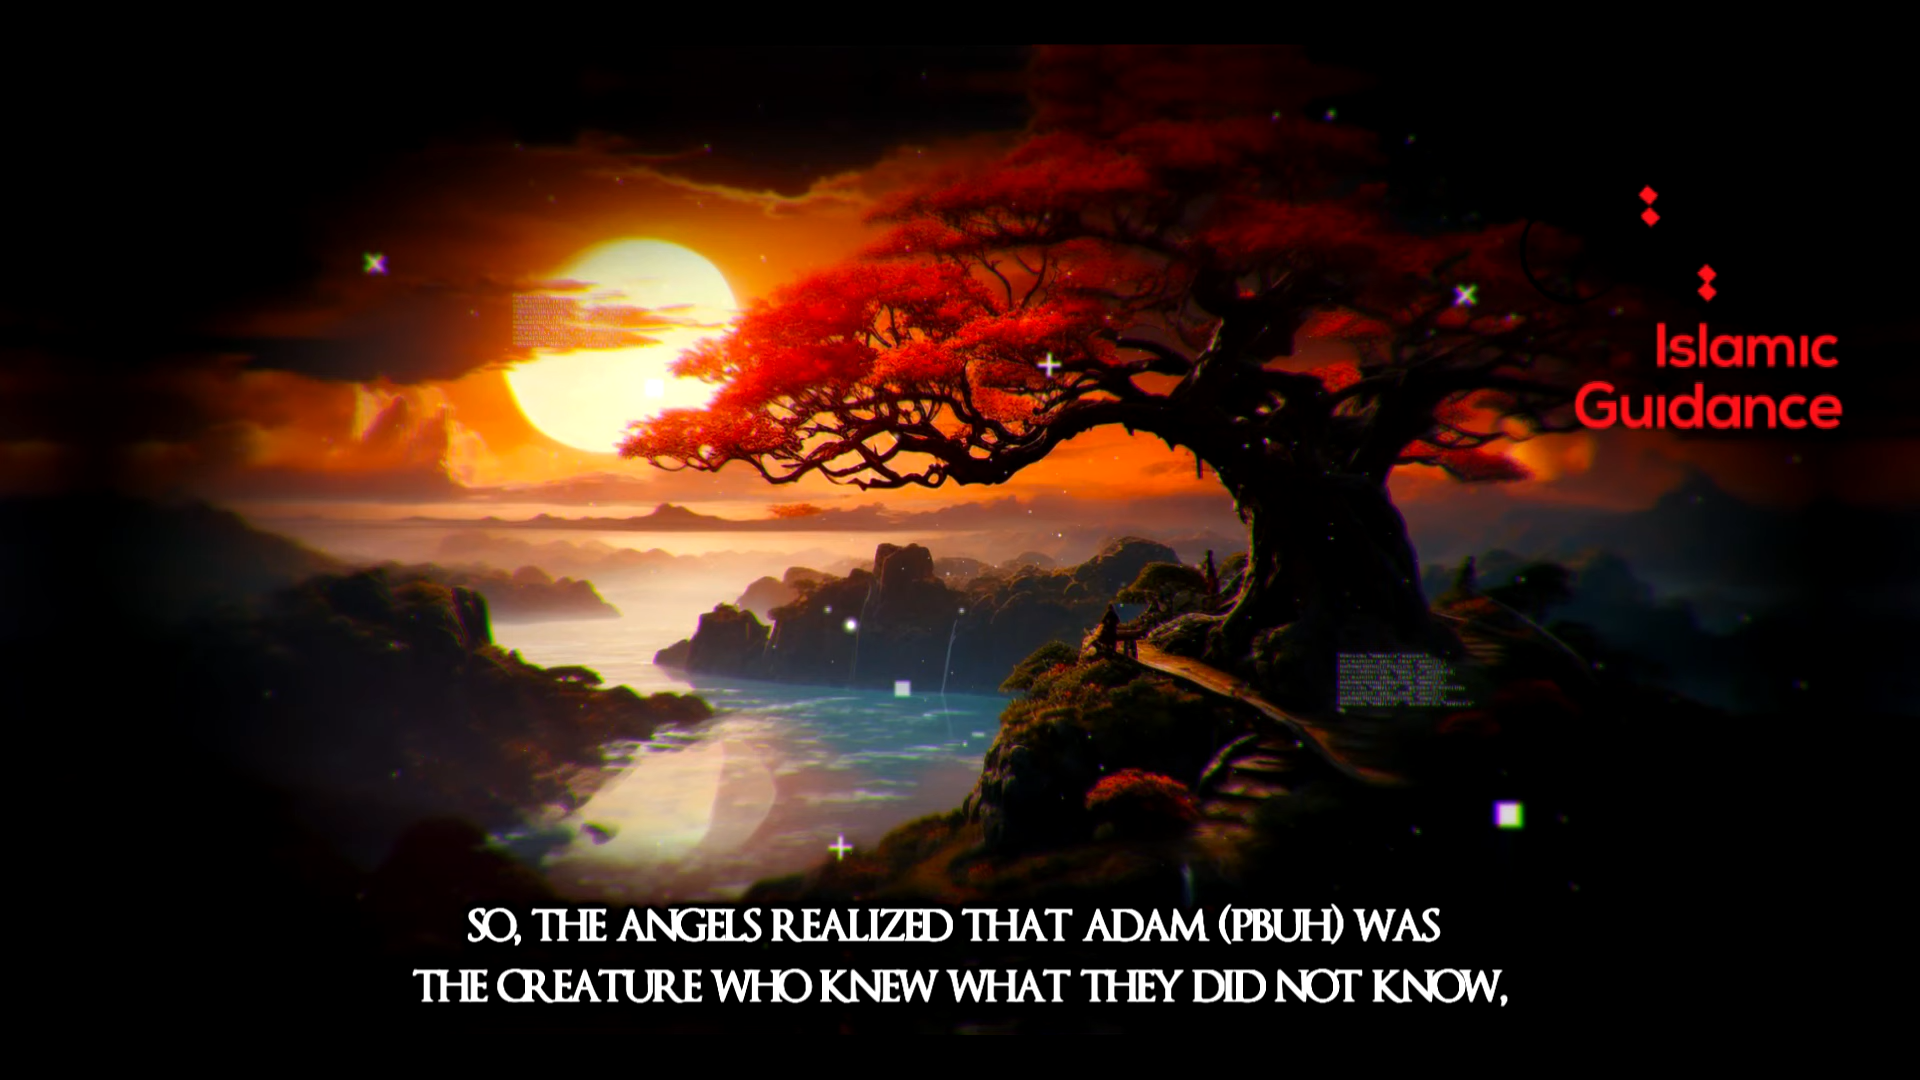 Islamic
Guidance
SO, THE ANGELS REALIZED THAT ADAM (PBUH) WAS
THE CREATURE WHO KNEW WHAT THEY DID NOT KNOW,